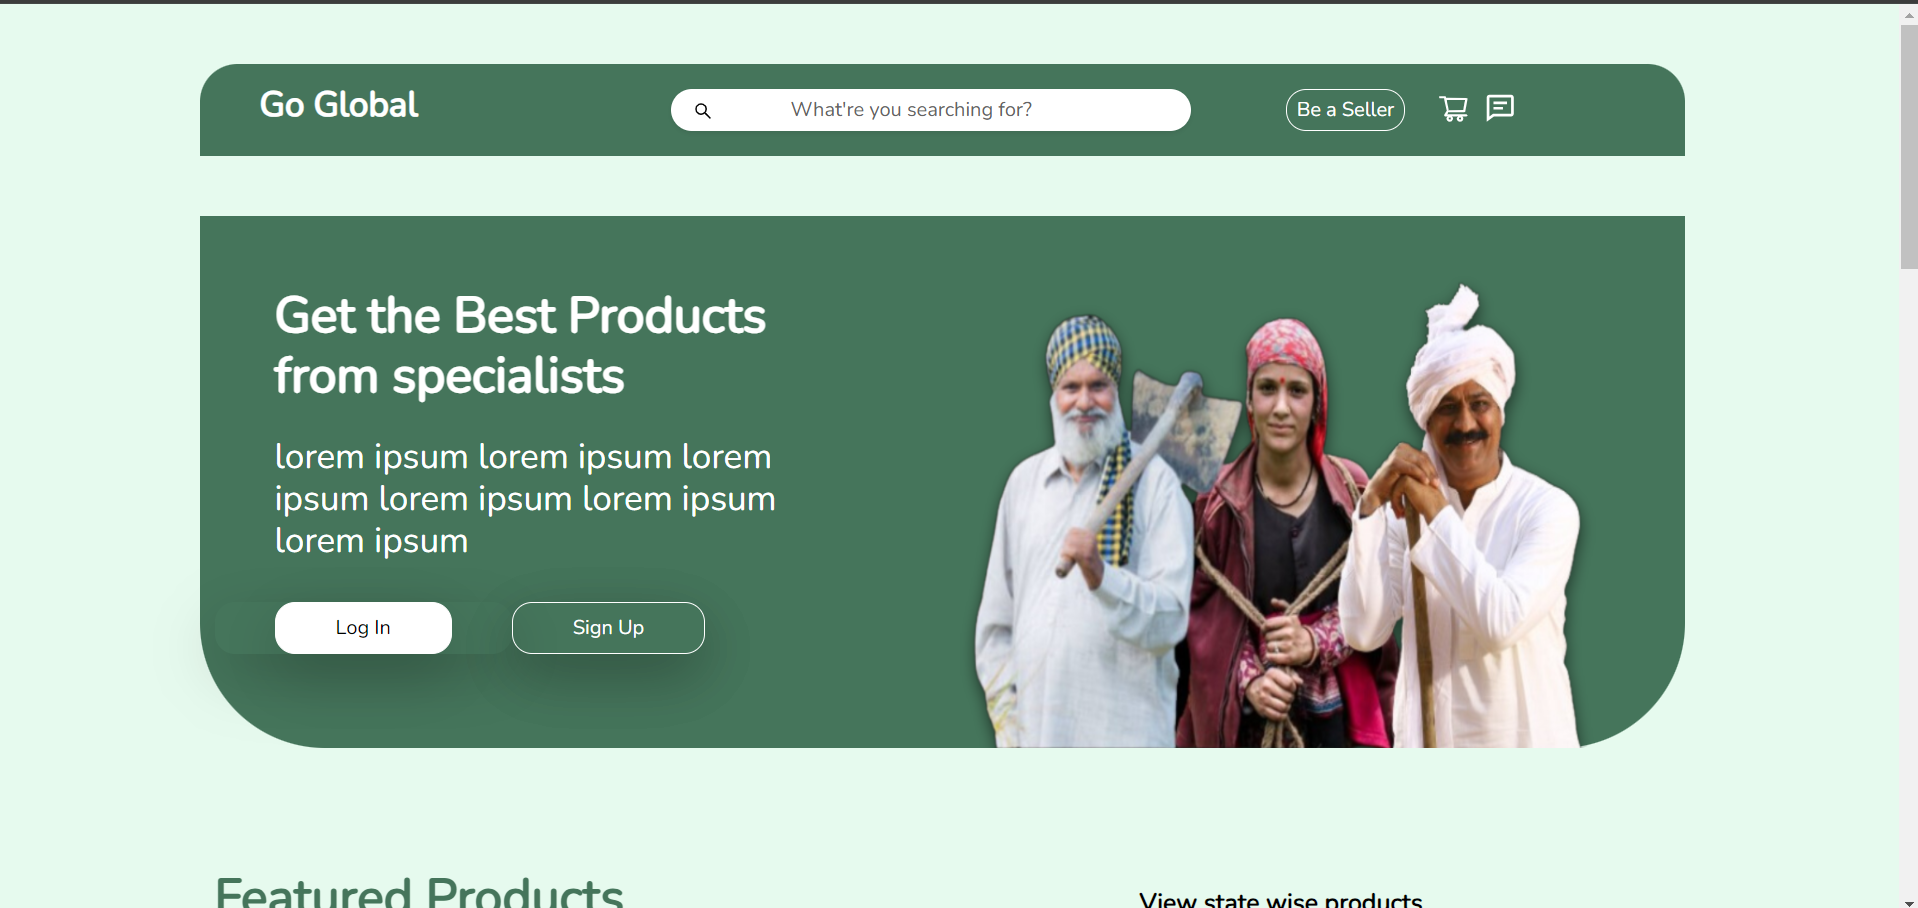 Go Global
What're you searching for?
Be a Seller
Get the Best Products
from specialists
lorem ipsum lorem ipsum lorem
ipsum lorem ipsum lorem ipsum
lorem ipsum
Log In
Sign Up
Featured Products
View state wise products